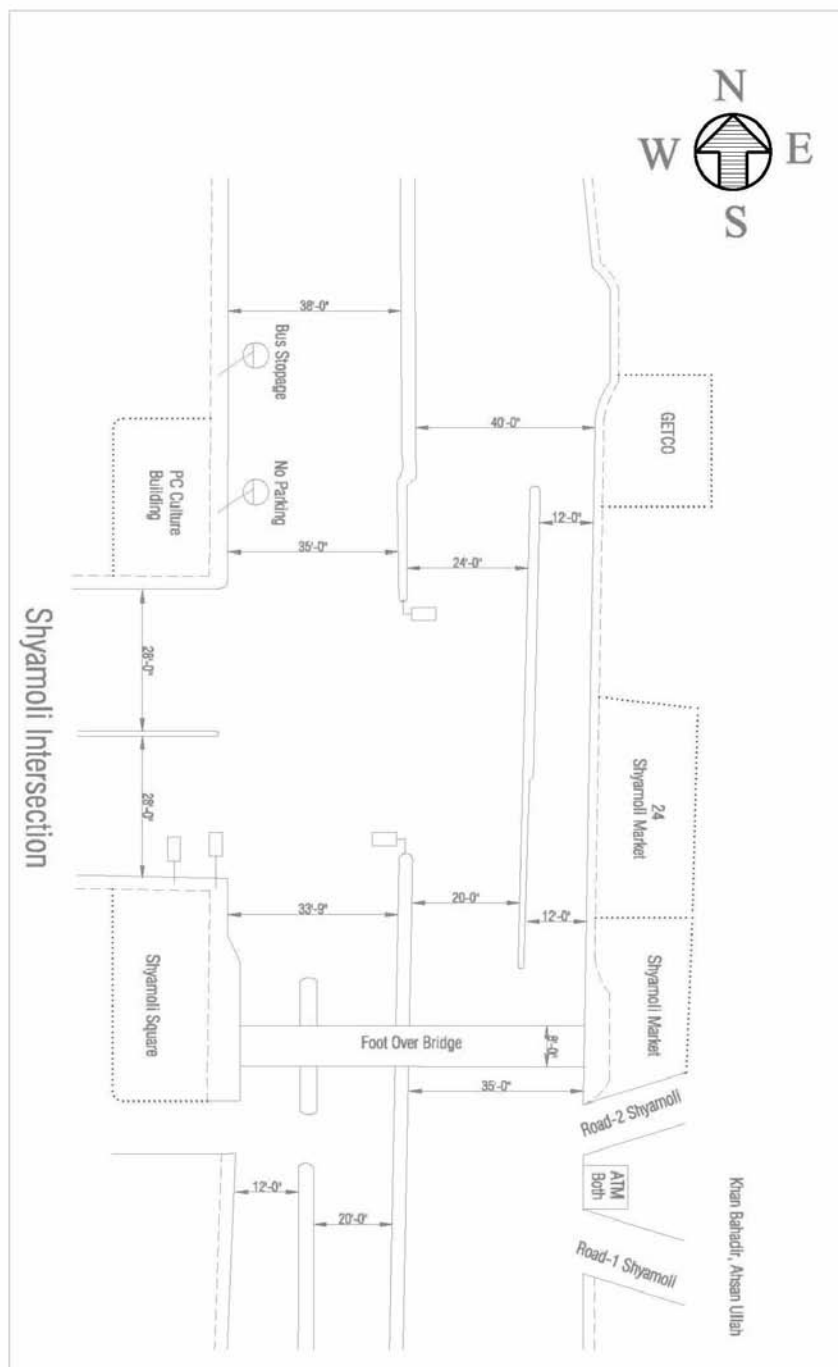 N
W E
S
38'-0"
Bus Stopage
GETCO
40'-0"
PC Culture
Building
No Parking
12'-0"
35'-0"
24'-0"
28'-0"
Shyamoli Intersection
24
Shyamoli Market
28'-0"
33'-9"
20-0"
12'-0"
Shyamoli Square
Shyamoli Market
Foot Over Bridge
8'-0"
35'-0"
Road-2 Shyamoli
ATM
Both
12'-0"
20'-0"
Road-1 Shyamoli
Khan Bahadir, Ahsan Ullah